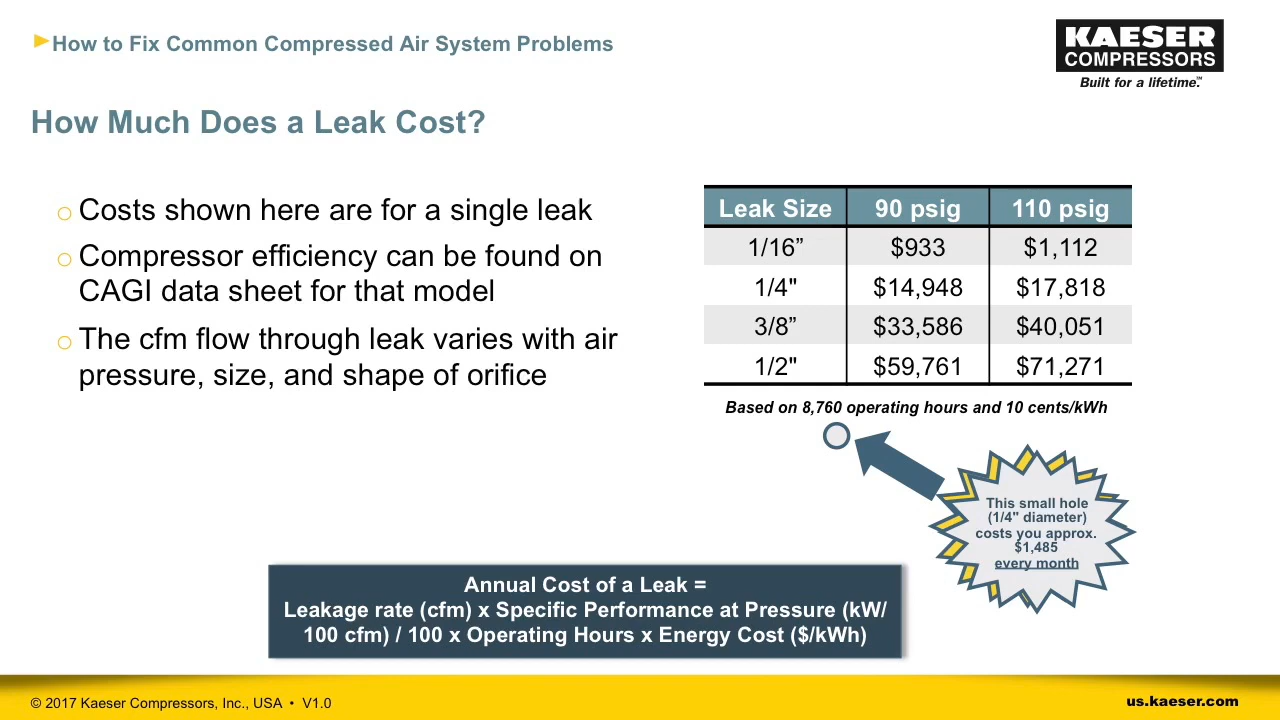 ►How to Fix Common Compressed Air System Problems
KAESER
COMPRESSORS
Built for a lifetime.™
How Much Does a Leak Cost?
o Costs shown here are for a single leak
o Compressor efficiency can be found on
CAGI data sheet for that model
o The cfm flow through leak varies with air
pressure, size, and shape of orifice
Leak Size 90 psig 110 psig
1/16” $933 $1,112
1/4" $14,948 $17,818
3/8” $33,586 $40,051
1/2" $59,761 $71,271
Based on 8,760 operating hours and 10 cents/kWh
This small hole
(1/4" diameter)
costs you approx.
$1,485
every month
Annual Cost of a Leak =
Leakage rate (cfm) x Specific Performance at Pressure (kW/
100 cfm) / 100 x Operating Hours x Energy Cost ($/kWh)
© 2017 Kaeser Compressors, Inc., USA • V1.0
us.kaeser.com